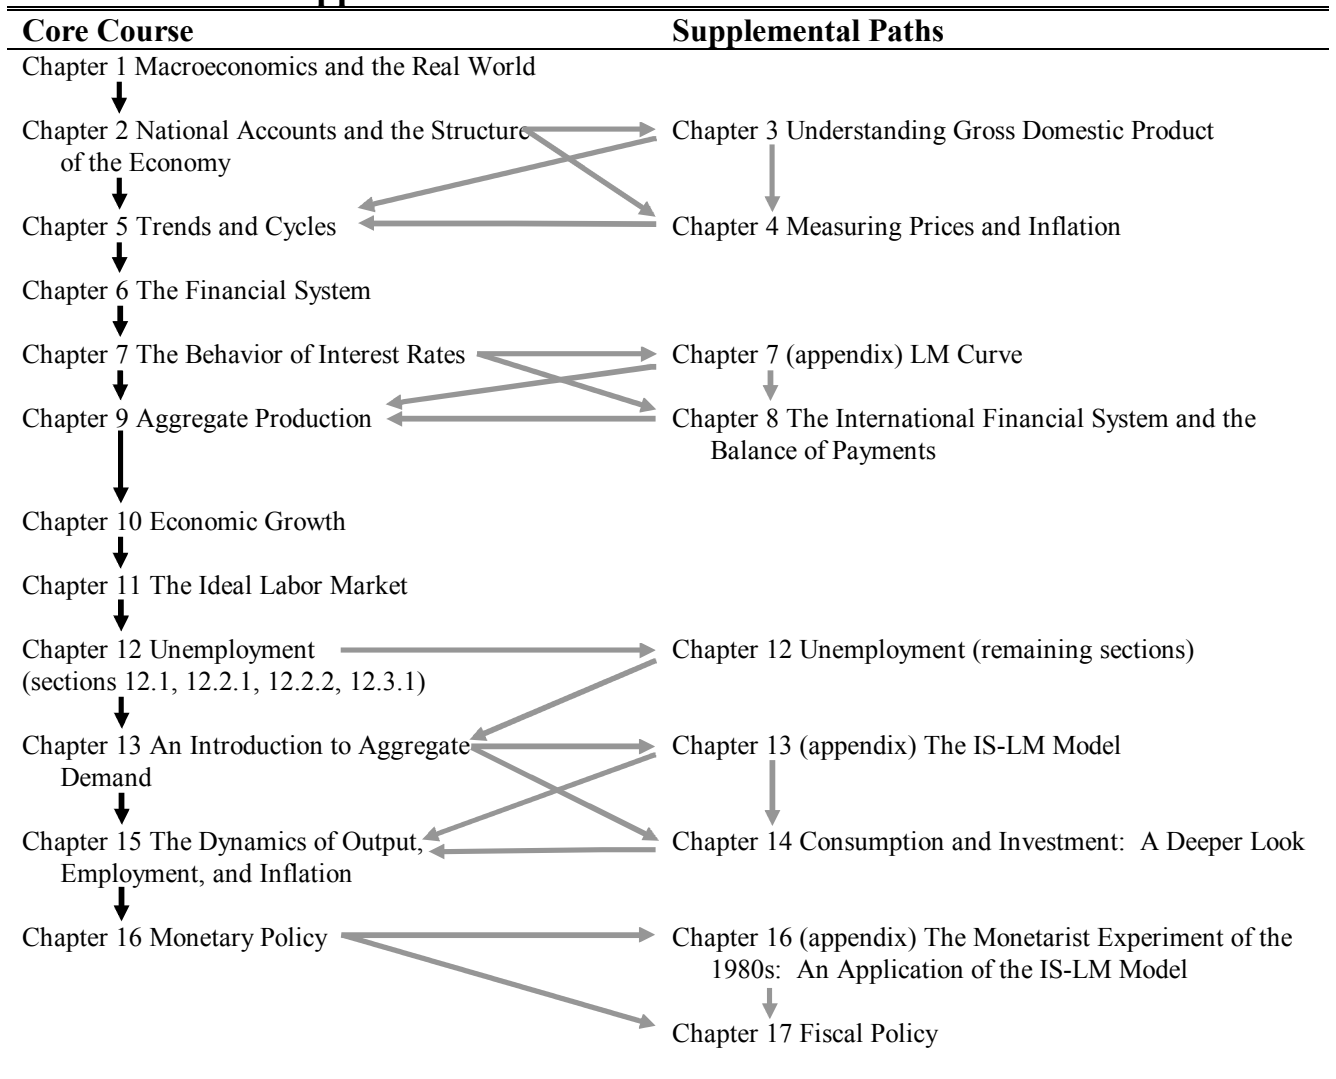 Core Course Supplemental Paths
Chapter 1 Macroeconomics and the Real World
Chapter 2 National Accounts and the Structure Chapter 3 Understanding Gross Domestic Product
of the Economy
Chapter 5 Trends and Cycles Chapter 4 Measuring Prices and Inflation
Chapter 6 The Financial System
Chapter 7 The Behavior of Interest Rates Chapter 7 (appendix) LM Curve
Chapter 9 Aggregate Production Chapter 8 The International Financial System and the
Balance of Payments
Chapter 10 Economic Growth
Chapter 11 The Ideal Labor Market
Chapter 12 Unemployment Chapter 12 Unemployment (remaining sections)
(sections 12.1, 12.2.1, 12.2.2, 12.3.1)
Chapter 13 An Introduction to Aggregate Chapter 13 (appendix) The IS-LM Model
Demand
Chapter 15 The Dynamics of Output, Chapter 14 Consumption and Investment: A Deeper Look
Employment, and Inflation
Chapter 16 Monetary Policy Chapter 16 (appendix) The Monetarist Experiment of the
1980s: An Application of the IS-LM Model
Chapter 17 Fiscal Policy